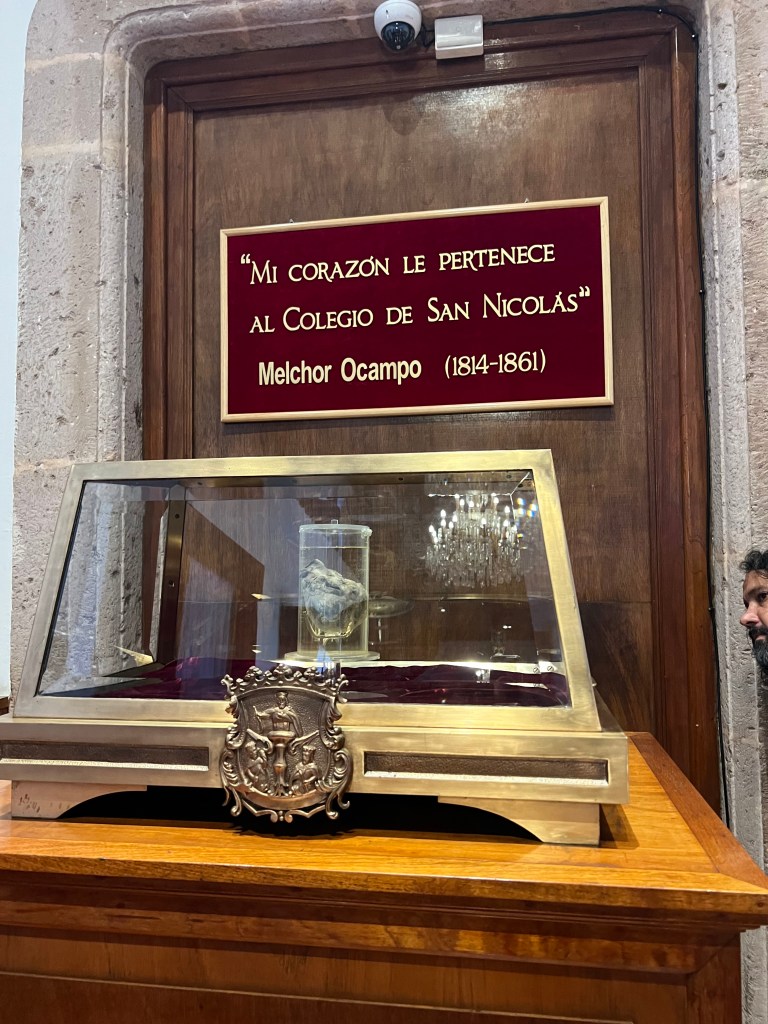 “Mi corazón le pertenece
al Colegio de San Nicolás”
Melchor Ocampo (1814-1861)